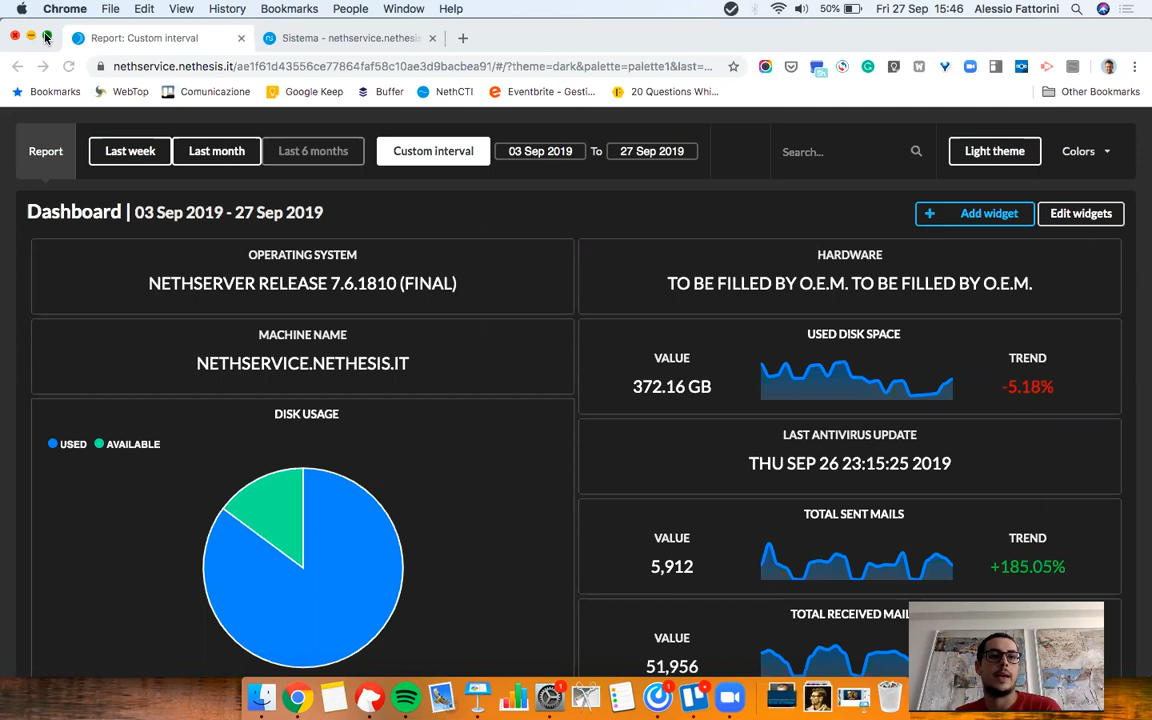 Chrome File Edit View History Bookmarks People Window Help 50% Fri 27 Sep 15:46 Alessio Fattorini
Report: Custom interval Sistema - nethservice.nethesis
nethservice.nethesis.it/ae1f61d43556ce77864faf58c10ae3d9bacbea91/#/?theme=dark&palette=palette1&last=...
Bookmarks WebTop Comunicazione Google Keep Buffer NethCTI Eventbrite - Gesti... 20 Questions Whi... Other Bookmarks
Report Last week Last month Last 6 months Custom interval 03 Sep 2019 To 27 Sep 2019 Search... Light theme Colors
Dashboard | 03 Sep 2019 - 27 Sep 2019 + Add widget Edit widgets
OPERATING SYSTEM
NETHSERVER RELEASE 7.6.1810 (FINAL)
HARDWARE
TO BE FILLED BY O.E.M. TO BE FILLED BY O.E.M.
MACHINE NAME
NETHSERVICE.NETHESIS.IT
USED DISK SPACE
VALUE TREND
372.16 GB -5.18%
DISK USAGE
USED AVAILABLE
LAST ANTIVIRUS UPDATE
THU SEP 26 23:15:25 2019
TOTAL SENT MAILS
VALUE TREND
5,912 +185.05%
TOTAL RECEIVED MAIL
VALUE
51,956